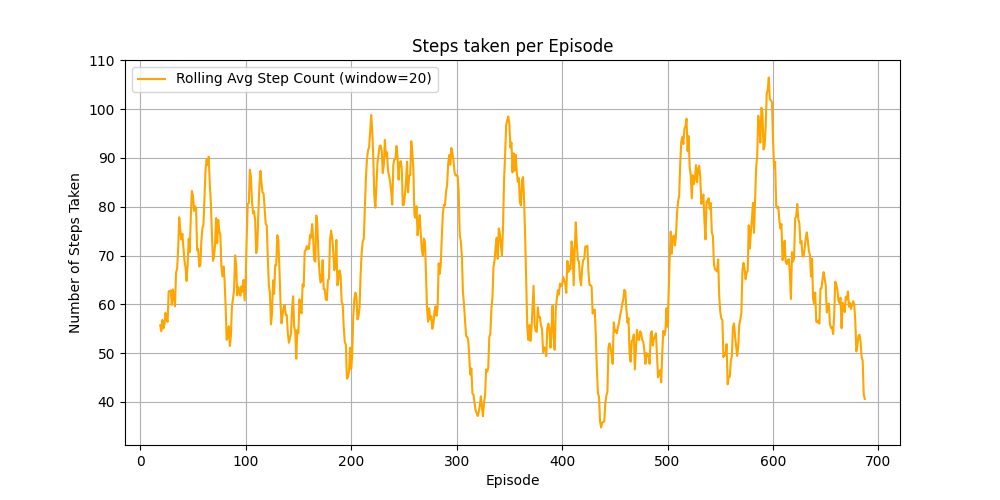 Steps taken per Episode
Rolling Avg Step Count (window=20)
Number of Steps Taken
110
100
90
80
70
60
50
40
0 100 200 300 400 500 600 700
Episode